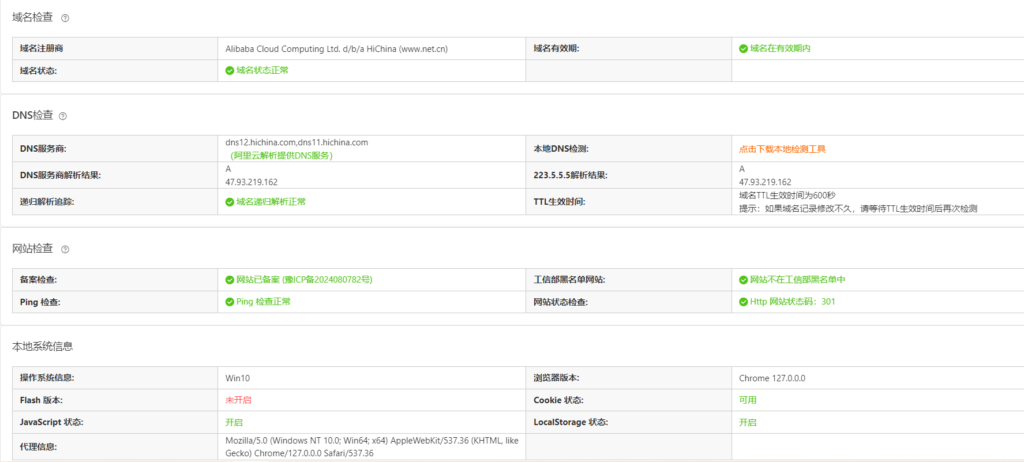 域名检查
域名注册商
Alibaba Cloud Computing Ltd. d/b/a HiChina (www.net.cn)
域名有效期:
域名在有效期内
域名状态:
域名状态正常
DNS检查
DNS服务商:
dns12.hichina.com,dns11.hichina.com
（阿里云解析提供DNS服务）
本地DNS检测:
点击下载本地检测工具
DNS服务商解析结果:
A
47.93.219.162
223.5.5.5解析结果:
A
47.93.219.162
递归解析追踪:
域名递归解析正常
TTL生效时间:
域名TTL生效时间为600秒
提示：如果域名记录修改不久，请等待TTL生效时间后再次检测
网站检查
备案检查:
网站已备案 (豫ICP备2024080782号)
工信部黑名单网站:
网站不在工信部黑名单中
Ping 检查:
Ping 检查正常
网站状态检查:
Http 网站状态码：301
本地系统信息
操作系统信息:
Win10
浏览器版本:
Chrome 127.0.0.0
Flash 版本:
未开启
Cookie 状态:
可用
JavaScript 状态:
开启
LocalStorage 状态:
开启
代理信息:
Mozilla/5.0 (Windows NT 10.0; Win64; x64) AppleWebKit/537.36 (KHTML, like
Gecko) Chrome/127.0.0.0 Safari/537.36